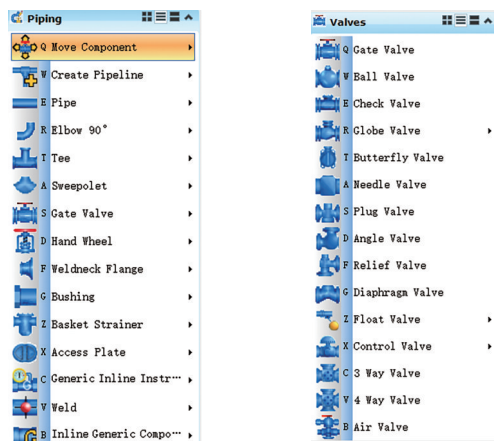 Piping
Q Move Component
W Create Pipeline
E Pipe
R Elbow 90°
T Tee
A Sweepolet
S Gate Valve
D Hand Wheel
F Weldneck Flange
G Bushing
Z Basket Strainer
X Access Plate
C Generic Inline Instr···
V Weld
B Inline Generic Compo···
Valves
Q Gate Valve
W Ball Valve
E Check Valve
R Globe Valve
T Butterfly Valve
A Needle Valve
S Plug Valve
D Angle Valve
F Relief Valve
G Diaphragm Valve
Z Float Valve
X Control Valve
C 3 Way Valve
V 4 Way Valve
B Air Valve